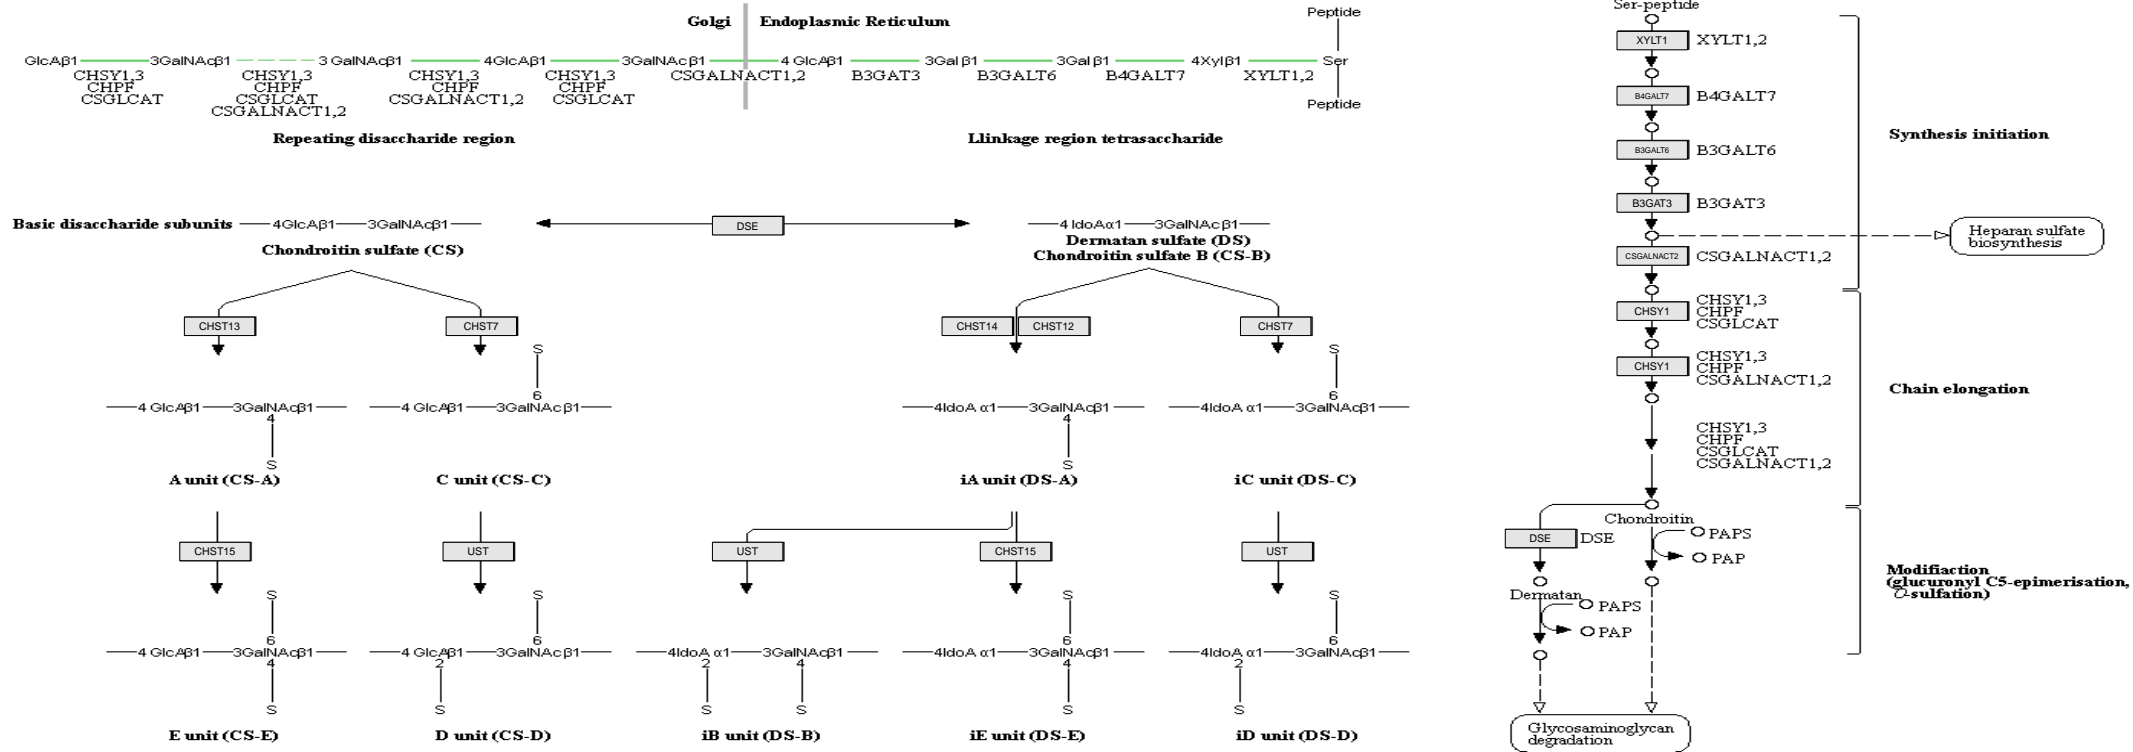 Golgi
Endoplasmic Reticulum
Peptide
GlcAβ1
3GalNAcβ1
3 GalNAcβ1
4GlcAβ1
3GalNAcβ1
4 GlcAβ1
3Gal β1
3Gal β1
4Xylβ1
Ser
CHSY1,3
CHPF
CSGLCAT
CHSY1,3
CHPF
CSGLCAT
CSGALNACT1,2
CHSY1,3
CHPF
CSGALNACT1,2
CHSY1,3
CHPF
CSGLCAT
CSGALNACT1,2
B3GAT3
B3GALT6
B4GALT7
XYLT1,2
Peptide
Repeating disaccharide region
Llinkage region tetrasaccharide
Basic disaccharide subunits
4GlcAβ1
3GalNAcβ1
DSE
4 IdoAα1
3GalNAcβ1
Chondroitin sulfate (CS)
Dermatan sulfate (DS)
Chondroitin sulfate B (CS-B)
CHST13
CHST7
CHST14
CHST12
CHST7
S
S
6
6
4 GlcAβ1
3GalNAcβ1
4 GlcAβ1
3GalNAcβ1
4IdoA α1
3GalNAcβ1
4IdoA α1
3GalNAcβ1
4
4
S
S
A unit (CS-A)
C unit (CS-C)
iA unit (DS-A)
iC unit (DS-C)
CHST15
UST
UST
CHST15
UST
S
S
S
S
6
6
6
6
4 GlcAβ1
3GalNAcβ1
4 GlcAβ1
3GalNAcβ1
4IdoA α1
3GalNAcβ1
4IdoA α1
3GalNAcβ1
4IdoA α1
3GalNAcβ1
4
2
2
4
4
2
S
S
S
S
S
S
E unit (CS-E)
D unit (CS-D)
iB unit (DS-B)
iE unit (DS-E)
iD unit (DS-D)
Ser-peptide
XYLT1
XYLT1,2
B4GALT7
B4GALT7
B3GALT6
B3GALT6
B3GAT3
B3GAT3
Synthesis initiation
Heparan sulfate
biosynthesis
CSGALNACT2
CSGALNACT1,2
CHSY1
CHSY1,3
CHPF
CSGLCAT
CHSY1
CHSY1,3
CHPF
CSGALNACT1,2
Chain elongation
CHSY1,3
CHPF
CSGLCAT
CSGALNACT1,2
Chondroitin
DSE
DSE
PAPS
PAP
Modifiaction
(glucuronyl C5-epimerisation,
O-sulfation)
Dermatan
PAPS
PAP
Glycosaminoglycan
degradation